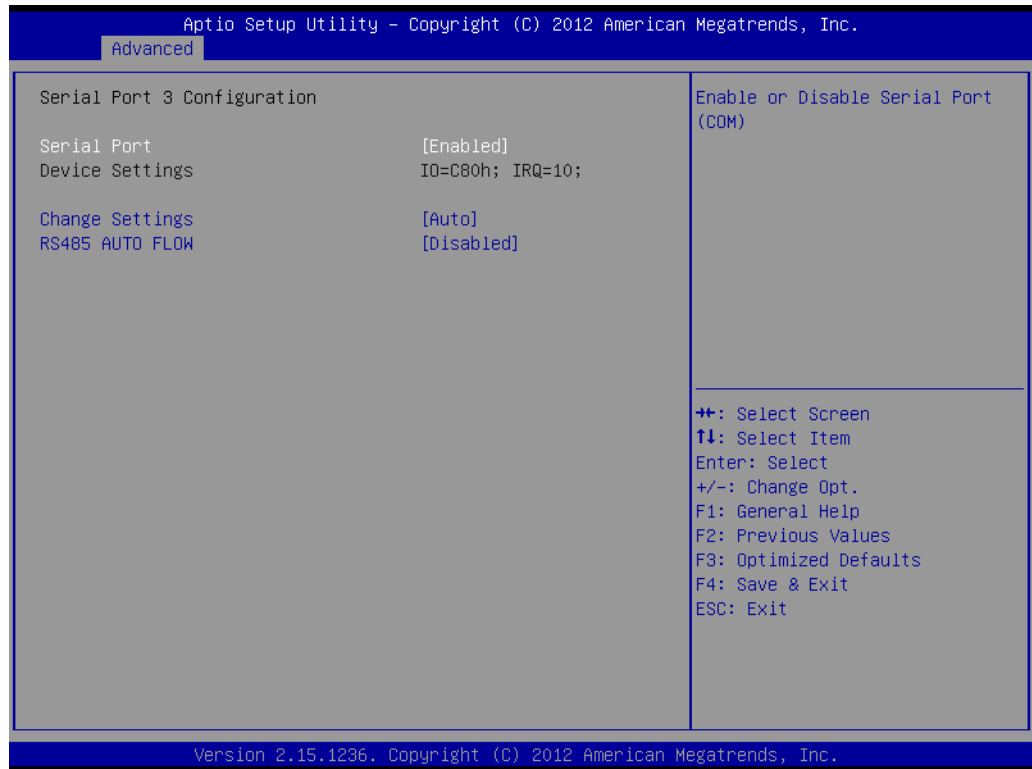 Aptio Setup Utility – Copyright (C) 2012 American Megatrends, Inc.
Advanced
Serial Port 3 Configuration
Serial Port [Enabled]
Device Settings IO=C80h; IRQ=10;
Change Settings [Auto]
RS485 AUTO FLOW [Disabled]
Enable or Disable Serial Port
(COM)
→←: Select Screen
↑↓: Select Item
Enter: Select
+/-: Change Opt.
F1: General Help
F2: Previous Values
F3: Optimized Defaults
F4: Save & Exit
ESC: Exit
Version 2.15.1236. Copyright (C) 2012 American Megatrends, Inc.